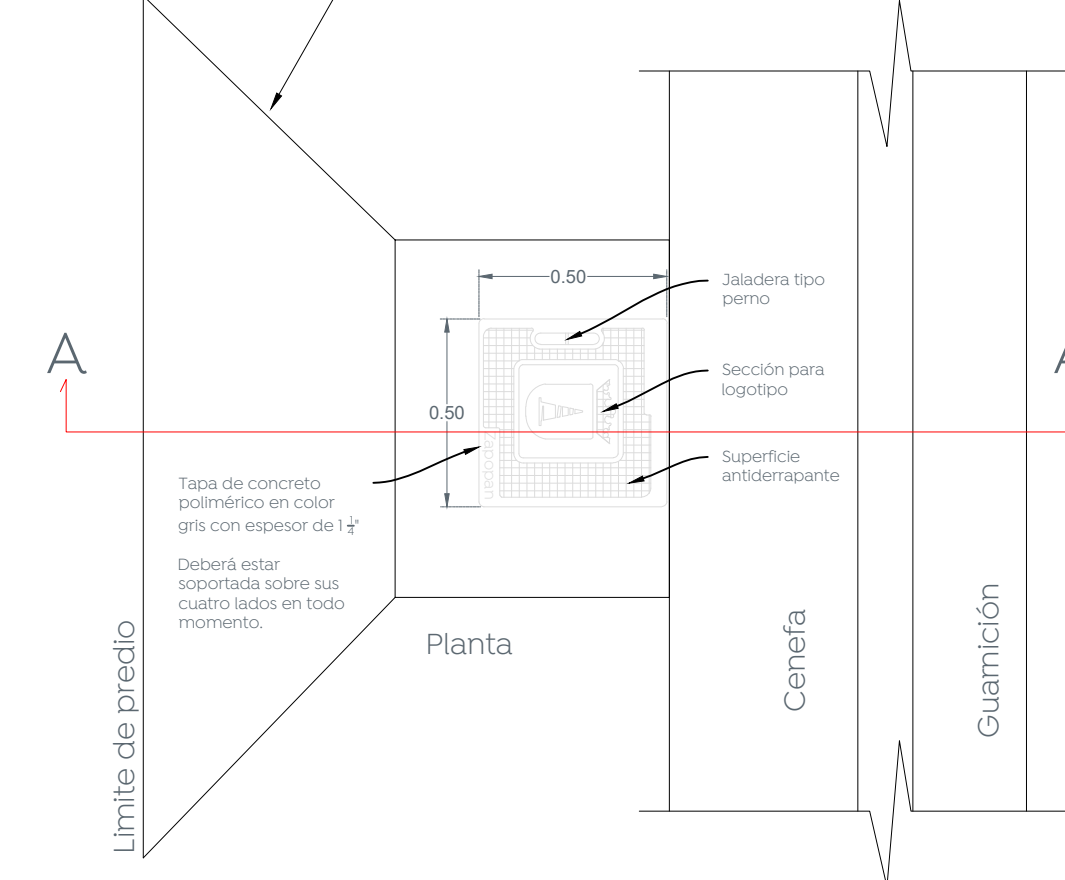 0.50
Jaladera tipo
perno
A
A
Sección para
logotipo
0.50
Zapopan
Superficie
antiderrapante
Tapa de concreto
polimérico en color
gris con espesor de 1 1/4"
Deberá estar
soportada sobre sus
cuatro lados en todo
momento.
Planta
Limite de predio
Cenefa
Guarnición